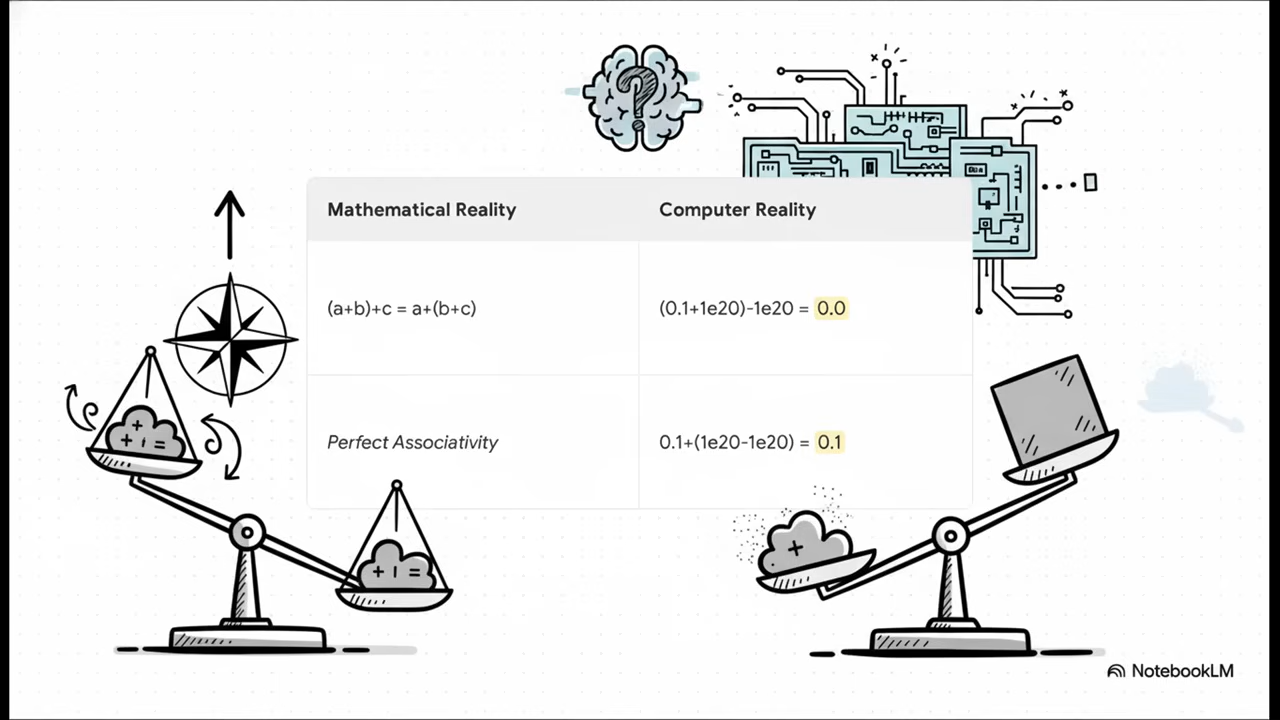 ?
Mathematical Reality
Computer Reality
(a+b)+c = a+(b+c)
(0.1+1e20)-1e20 = 0.0
Perfect Associativity
0.1+(1e20-1e20) = 0.1
+
+ ı =
+ ı =
+
NotebookLM